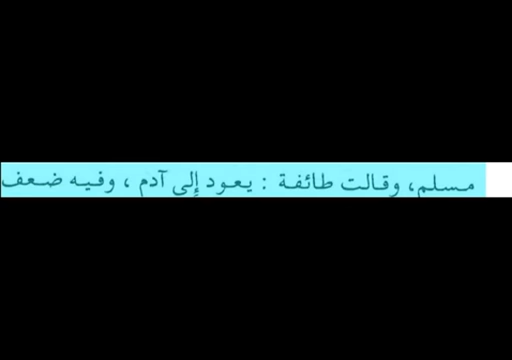 مسلم، وقالت طائفة : يعود إلى آدم ، وفيه ضعف